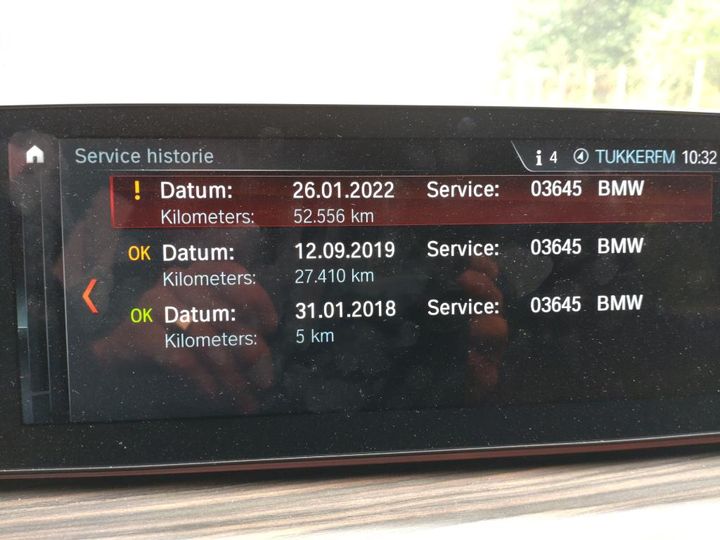 Service historie
i 4 TUKKERFM 10:32
! Datum: 26.01.2022 Service: 03645 BMW
Kilometers: 52.556 km
OK Datum: 12.09.2019 Service: 03645 BMW
Kilometers: 27.410 km
OK Datum: 31.01.2018 Service: 03645 BMW
Kilometers: 5 km